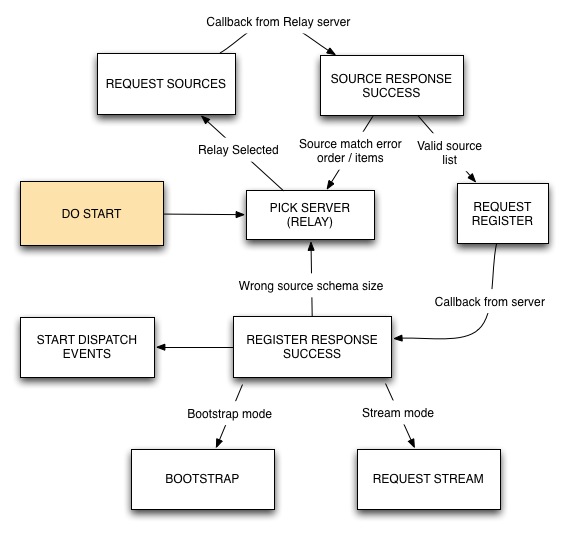 Callback from Relay server
REQUEST SOURCES
SOURCE RESPONSE
SUCCESS
Relay Selected
Source match error
order / items
Valid source
list
DO START
PICK SERVER
(RELAY)
REQUEST
REGISTER
Wrong source schema size
Callback from server
START DISPATCH
EVENTS
REGISTER RESPONSE
SUCCESS
Bootstrap mode
Stream mode
BOOTSTRAP
REQUEST STREAM